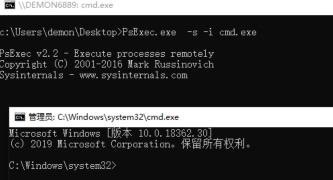 \\DEMON6889: cmd.exe
c:\Users\demon\Desktop>PsExec.exe  -s -i cmd.exe
PsExec v2.2 - Execute processes remotely
Copyright (C) 2001-2016 Mark Russinovich
Sysinternals - www.sysinternals.com
管理员: C:\Windows\system32\cmd.exe
Microsoft Windows [版本 10.0.18362.30]
(c) 2019 Microsoft Corporation。保留所有权利。
C:\Windows\system32>